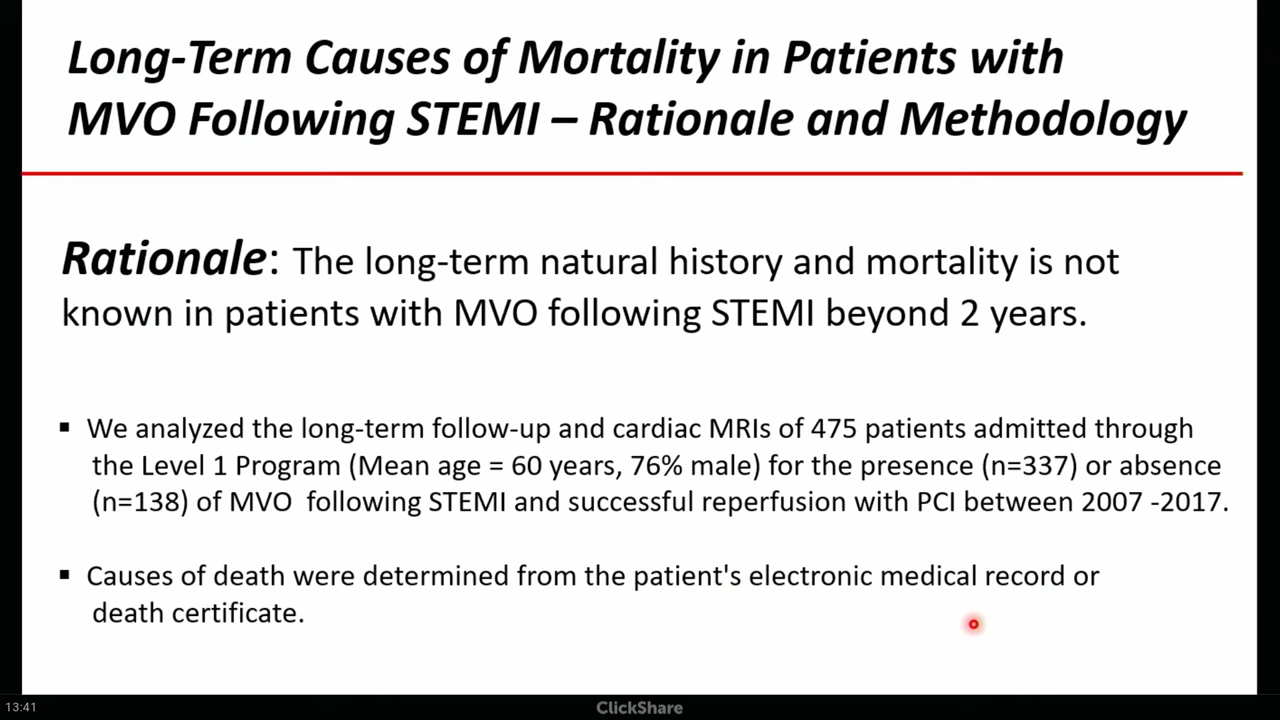 Long-Term Causes of Mortality in Patients with
MVO Following STEMI – Rationale and Methodology
Rationale: The long-term natural history and mortality is not
known in patients with MVO following STEMI beyond 2 years.
▪ We analyzed the long-term follow-up and cardiac MRIs of 475 patients admitted through
the Level 1 Program (Mean age = 60 years, 76% male) for the presence (n=337) or absence
(n=138) of MVO  following STEMI and successful reperfusion with PCI between 2007 -2017.
▪ Causes of death were determined from the patient's electronic medical record or
death certificate.
13:41
ClickShare